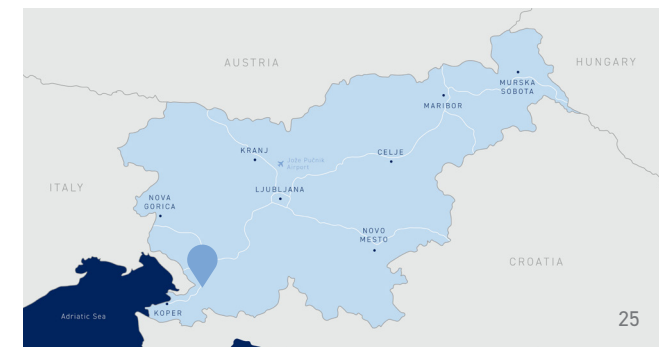 AUSTRIA
HUNGARY
MURSKA
SOBOTA
MARIBOR
KRANJ
Jože Pučnik
Airport
CELJE
ITALY
LJUBLJANA
NOVA
GORICA
NOVO
MESTO
CROATIA
KOPER
Adriatic Sea
25